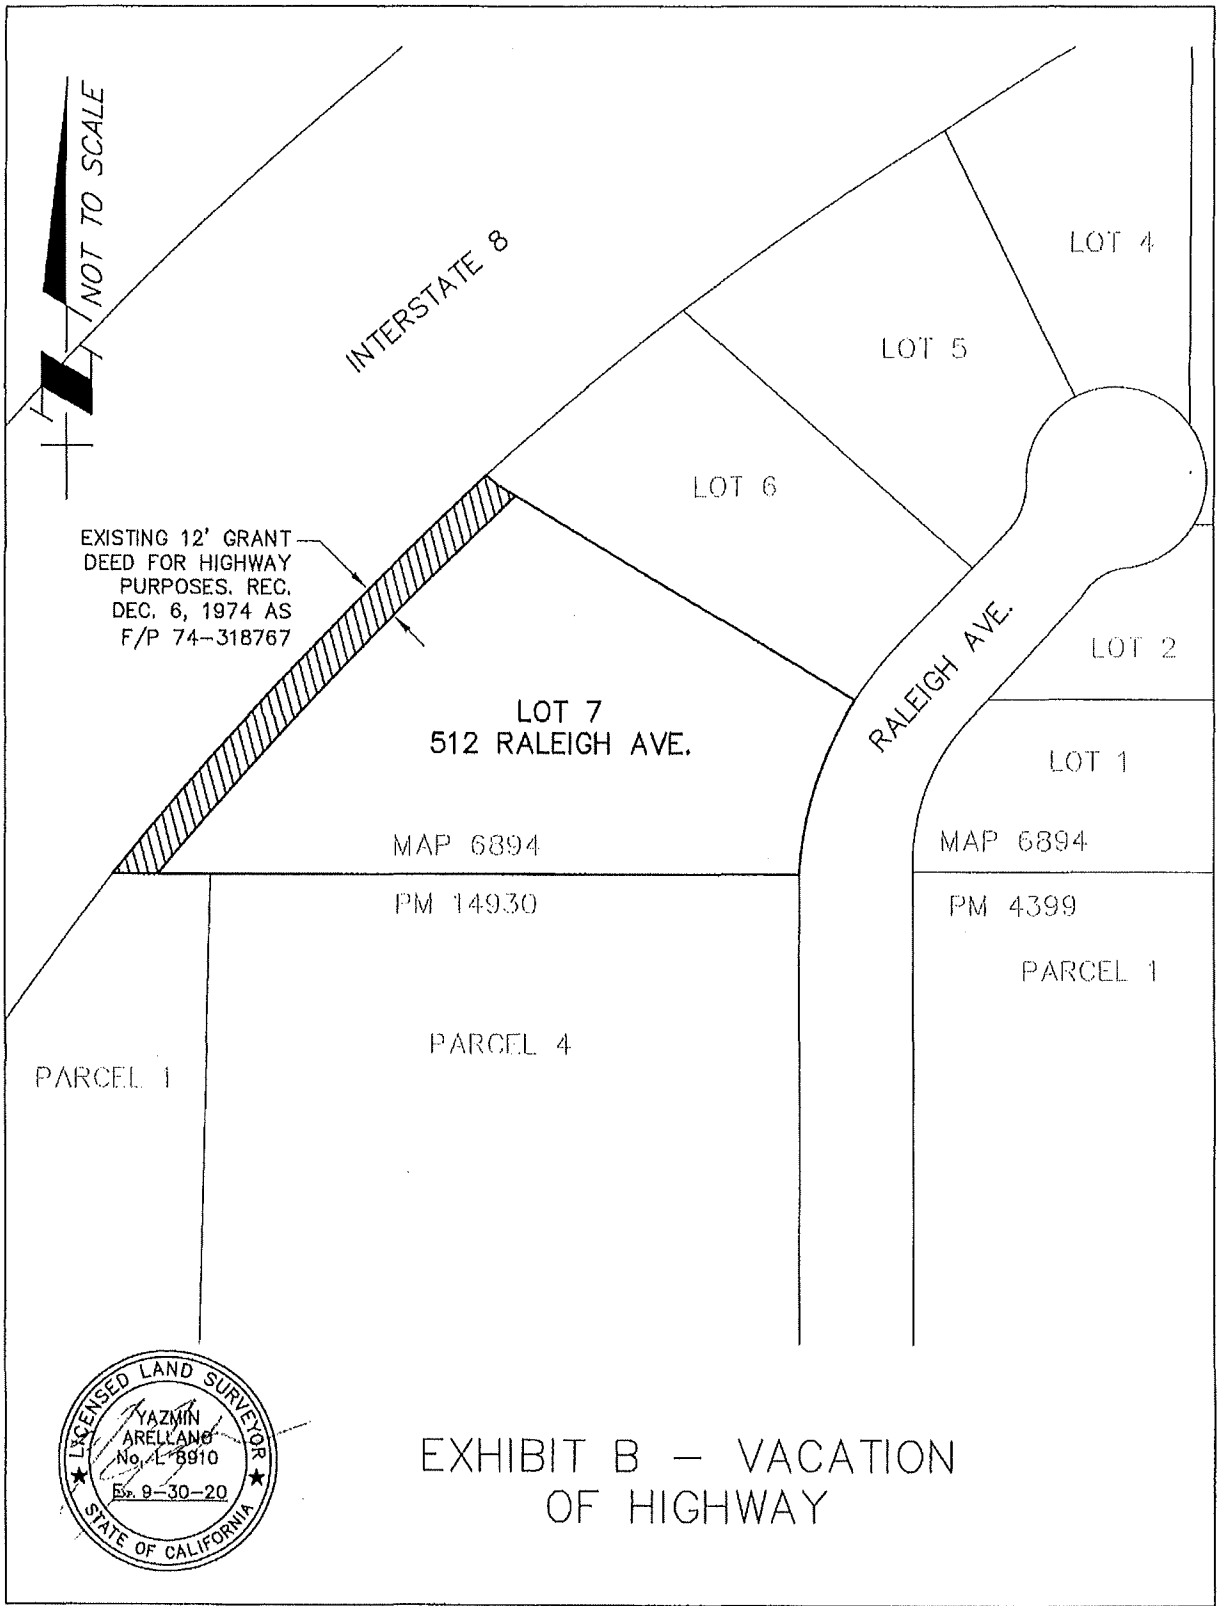 NOT TO SCALE
INTERSTATE 8
LOT 4
LOT 5
LOT 6
EXISTING 12' GRANT
DEED FOR HIGHWAY
PURPOSES. REC.
DEC. 6, 1974 AS
F/P 74-318767
RALEIGH AVE.
LOT 2
LOT 7
512 RALEIGH AVE.
LOT 1
MAP 6894
MAP 6894
PM 14930
PM 4399
PARCEL 1
PARCEL 4
PARCEL 1
LICENSED LAND SURVEYOR
YAZMIN
ARELLANO
No. L 8910
Exp. 9-30-20
STATE OF CALIFORNIA
EXHIBIT B – VACATION
OF HIGHWAY